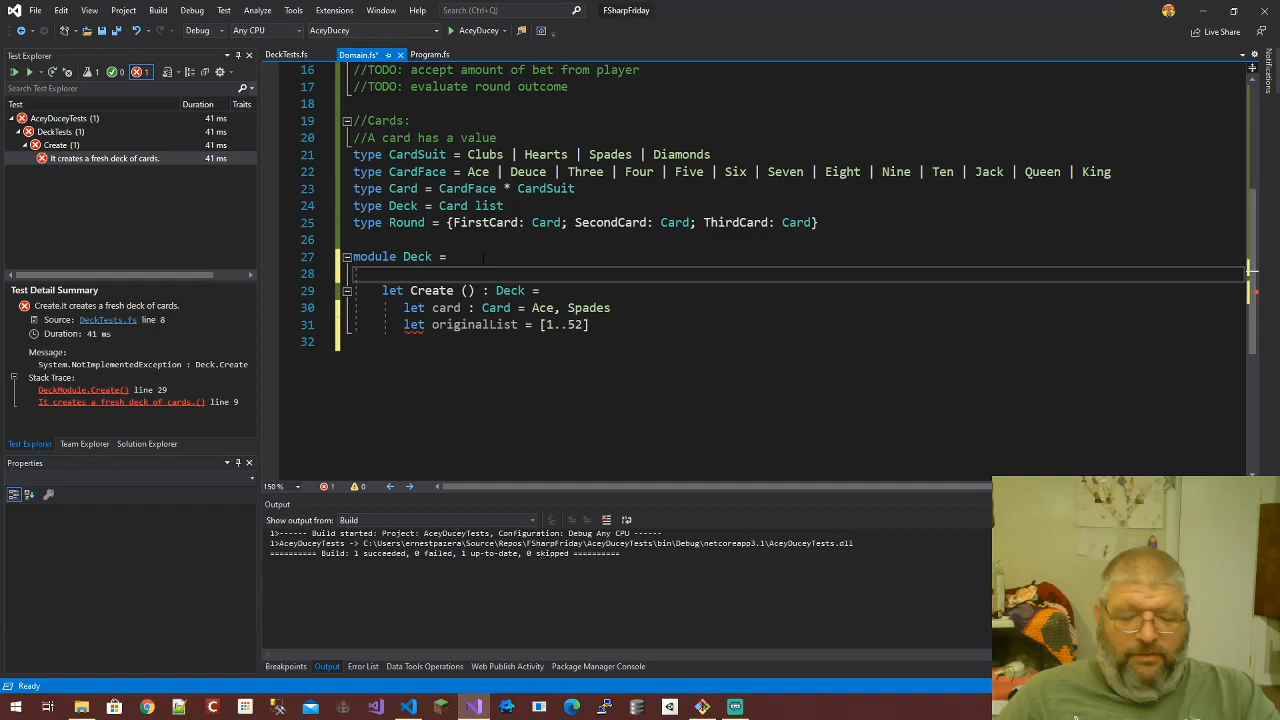 File Edit View Git Project Build Debug Test Analyze Tools Extensions Window Help Search (Ctrl+Q) FSharpFriday
Debug Any CPU AceyDucey AceyDucey Live Share
Test Explorer
DeckTests.fs Domain.fs* Program.fs
1 0 1
Search Test Explorer
Test Duration Traits
AceyDuceyTests (1) 41 ms
DeckTests (1) 41 ms
Create (1) 41 ms
It creates a fresh deck of cards. 41 ms
16 //TODO: accept amount of bet from player
17 //TODO: evaluate round outcome
18
19 //Cards:
20 //A card has a value
21 type CardSuit = Clubs | Hearts | Spades | Diamonds
22 type CardFace = Ace | Deuce | Three | Four | Five | Six | Seven | Eight | Nine | Ten | Jack | Queen | King
23 type Card = CardFace * CardSuit
24 type Deck = Card list
25 type Round = {FirstCard: Card; SecondCard: Card; ThirdCard: Card}
26
27 module Deck =
28
29 let Create () : Deck =
30 let card : Card = Ace, Spades
31 let originalList = [1..52]
32
Test Detail Summary
Create.It creates a fresh deck of cards.
Source: DeckTests.fs line 8
Duration: 41 ms
Message:
System.NotImplementedException : Deck.Create
Stack Trace:
DeckModule.Create() line 29
It creates a fresh deck of cards.() line 9
Test Explorer Team Explorer Solution Explorer
Properties
150 % 1 0
Output
Show output from: Build
1>------ Build started: Project: AceyDuceyTests, Configuration: Debug Any CPU ------
1>AceyDuceyTests -> C:\Users\ernestpazera\Source\Repos\FSharpFriday\AceyDuceyTests\bin\Debug\netcoreapp3.1\AceyDuceyTests.dll
========== Build: 1 succeeded, 0 failed, 1 up-to-date, 0 skipped ==========
Breakpoints Output Error List Data Tools Operations Web Publish Activity Package Manager Console
Ready
Notifications